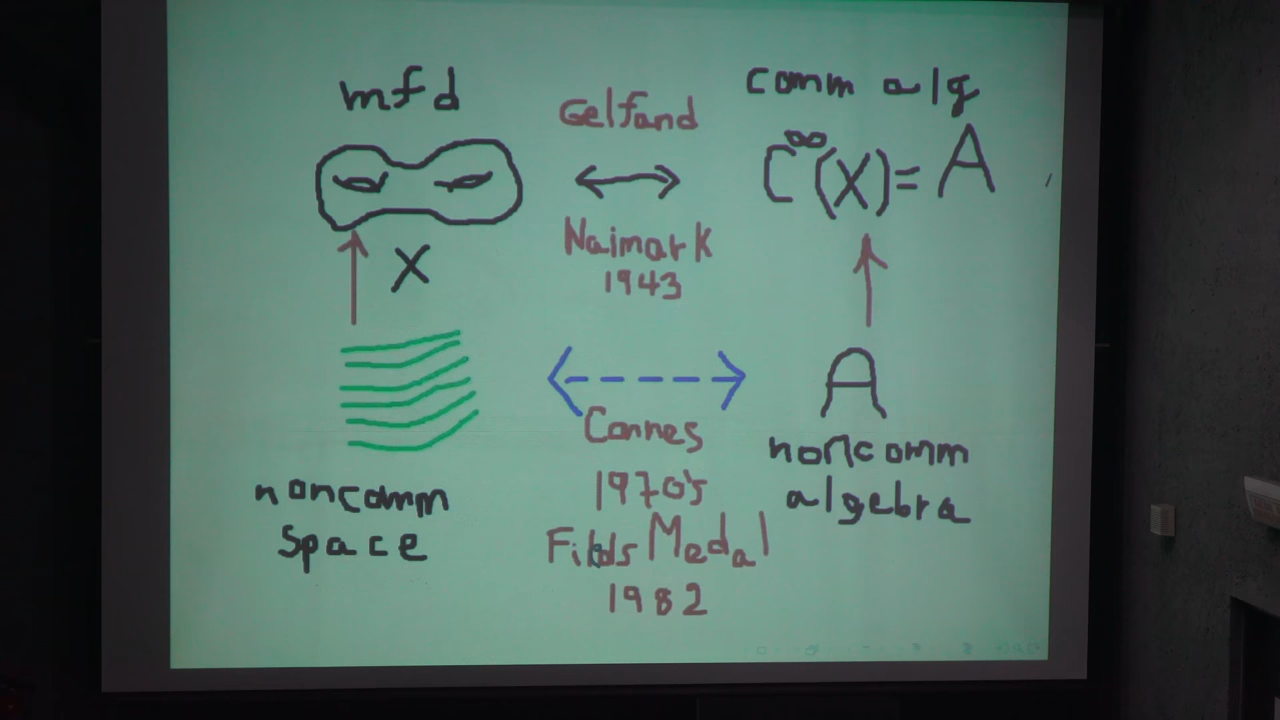 mfd
Gelfand
comm alg
C∞(X) = A
Naimark
1943
X
A
Connes
1970's
Fields Medal
1982
noncomm
algebra
noncomm
space